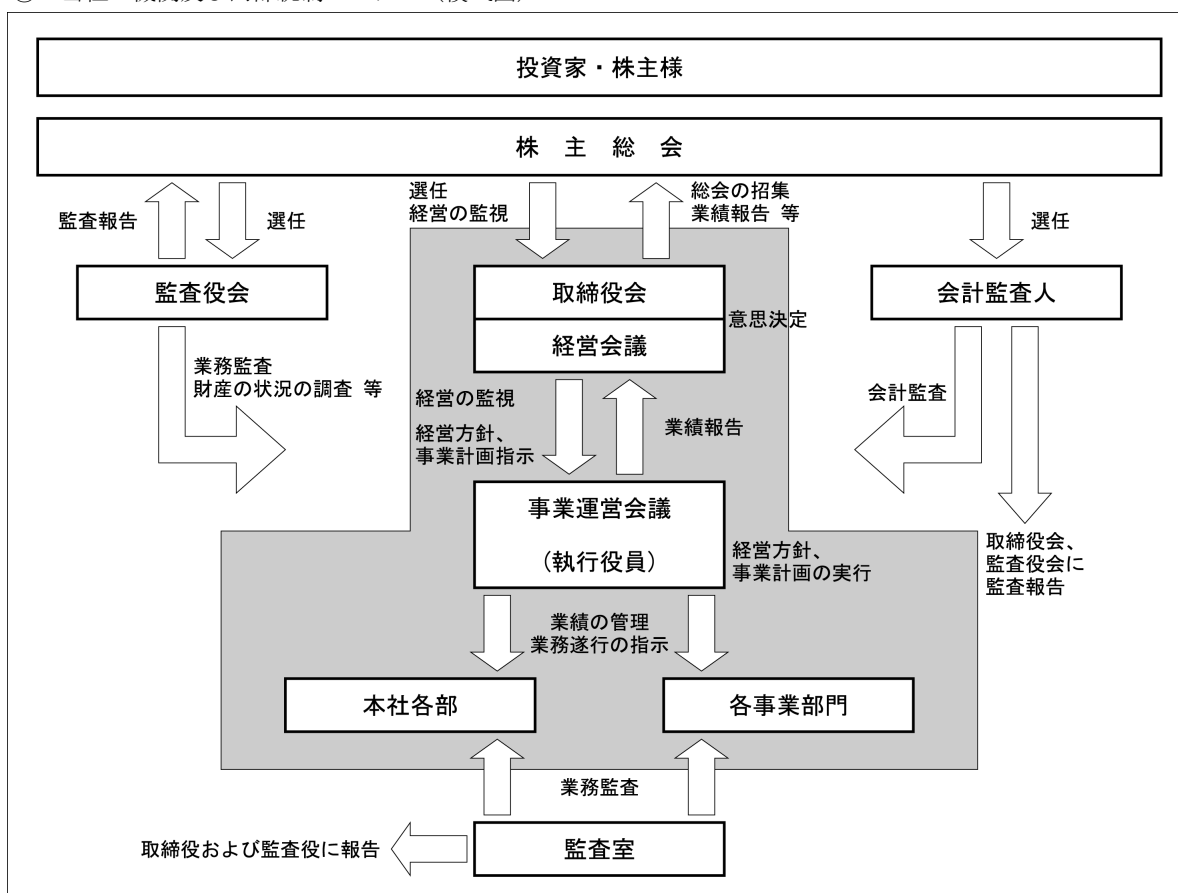 投資家・株主様
株 主 総 会
監査報告
選任
選任
経営の監視
総会の招集
業績報告 等
選任
監査役会
取締役会
会計監査人
経営会議
意思決定
業務監査
財産の状況の調査 等
会計監査
経営の監視
経営方針、
事業計画指示
業績報告
事業運営会議
(執行役員)
経営方針、
事業計画の実行
取締役会、
監査役会に
監査報告
業績の管理
業務遂行の指示
本社各部
各事業部門
業務監査
取締役および監査役に報告
監査室